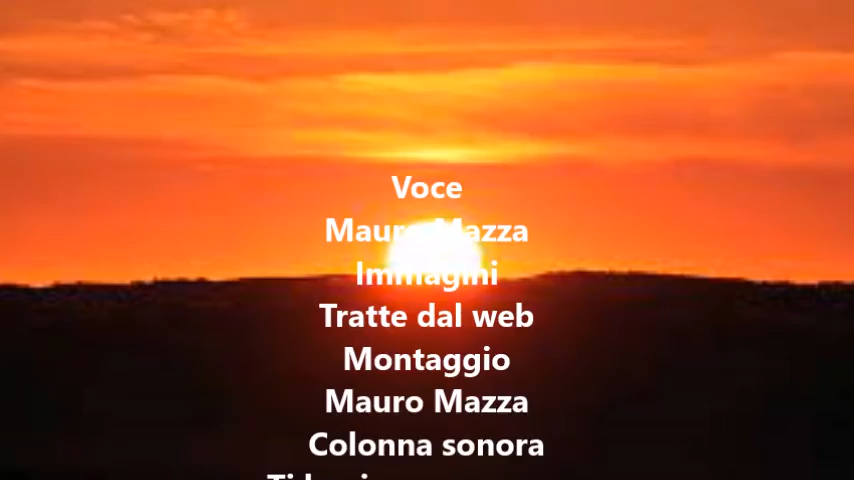 Voce
Mauro Mazza
Immagini
Tratte dal web
Montaggio
Mauro Mazza
Colonna sonora